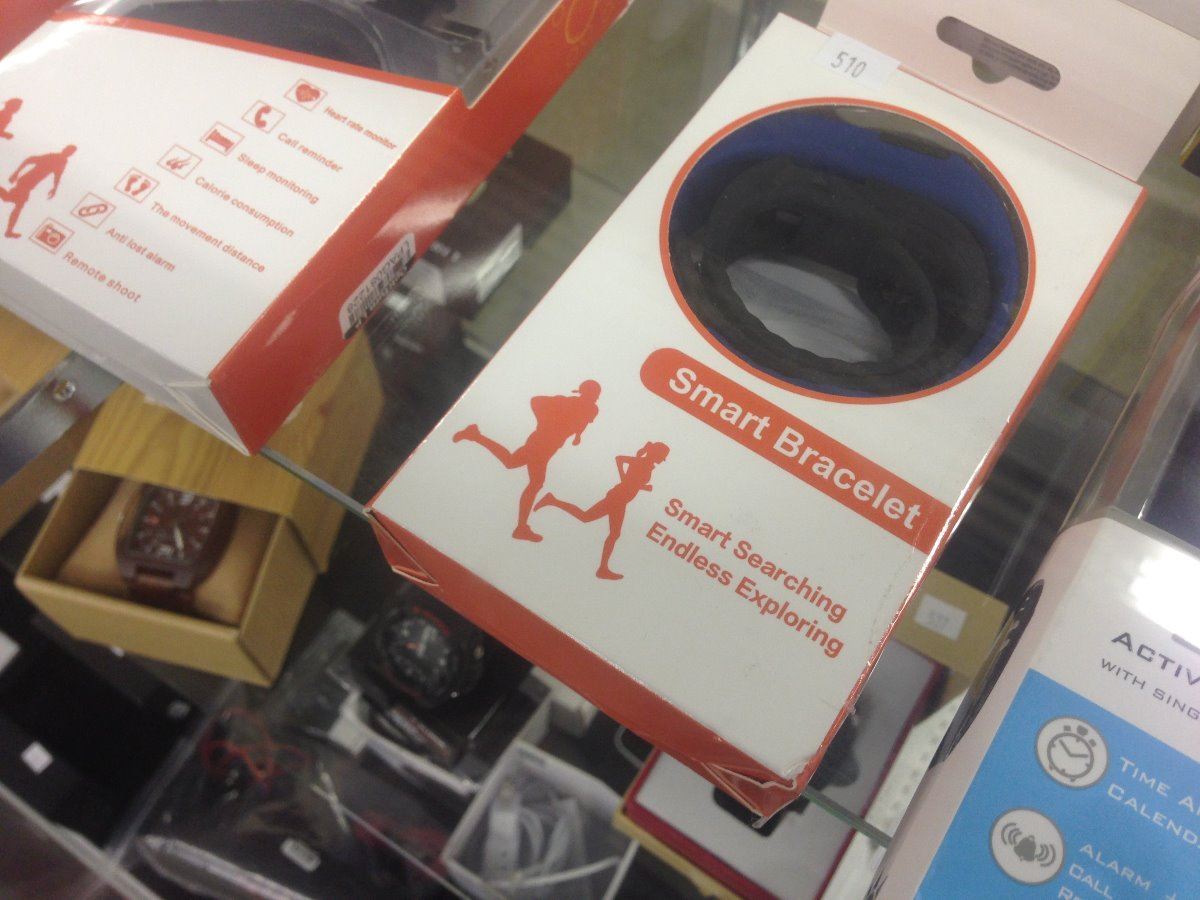 Heart rate monitor
Call reminder
Sleep monitoring
Calorie consumption
The movement distance
Anti lost alarm
Remote shoot
510
Smart Bracelet
Smart Searching
Endless Exploring
ACTIV
WITH SING
TIME
CALEND
ALARM +
CALL